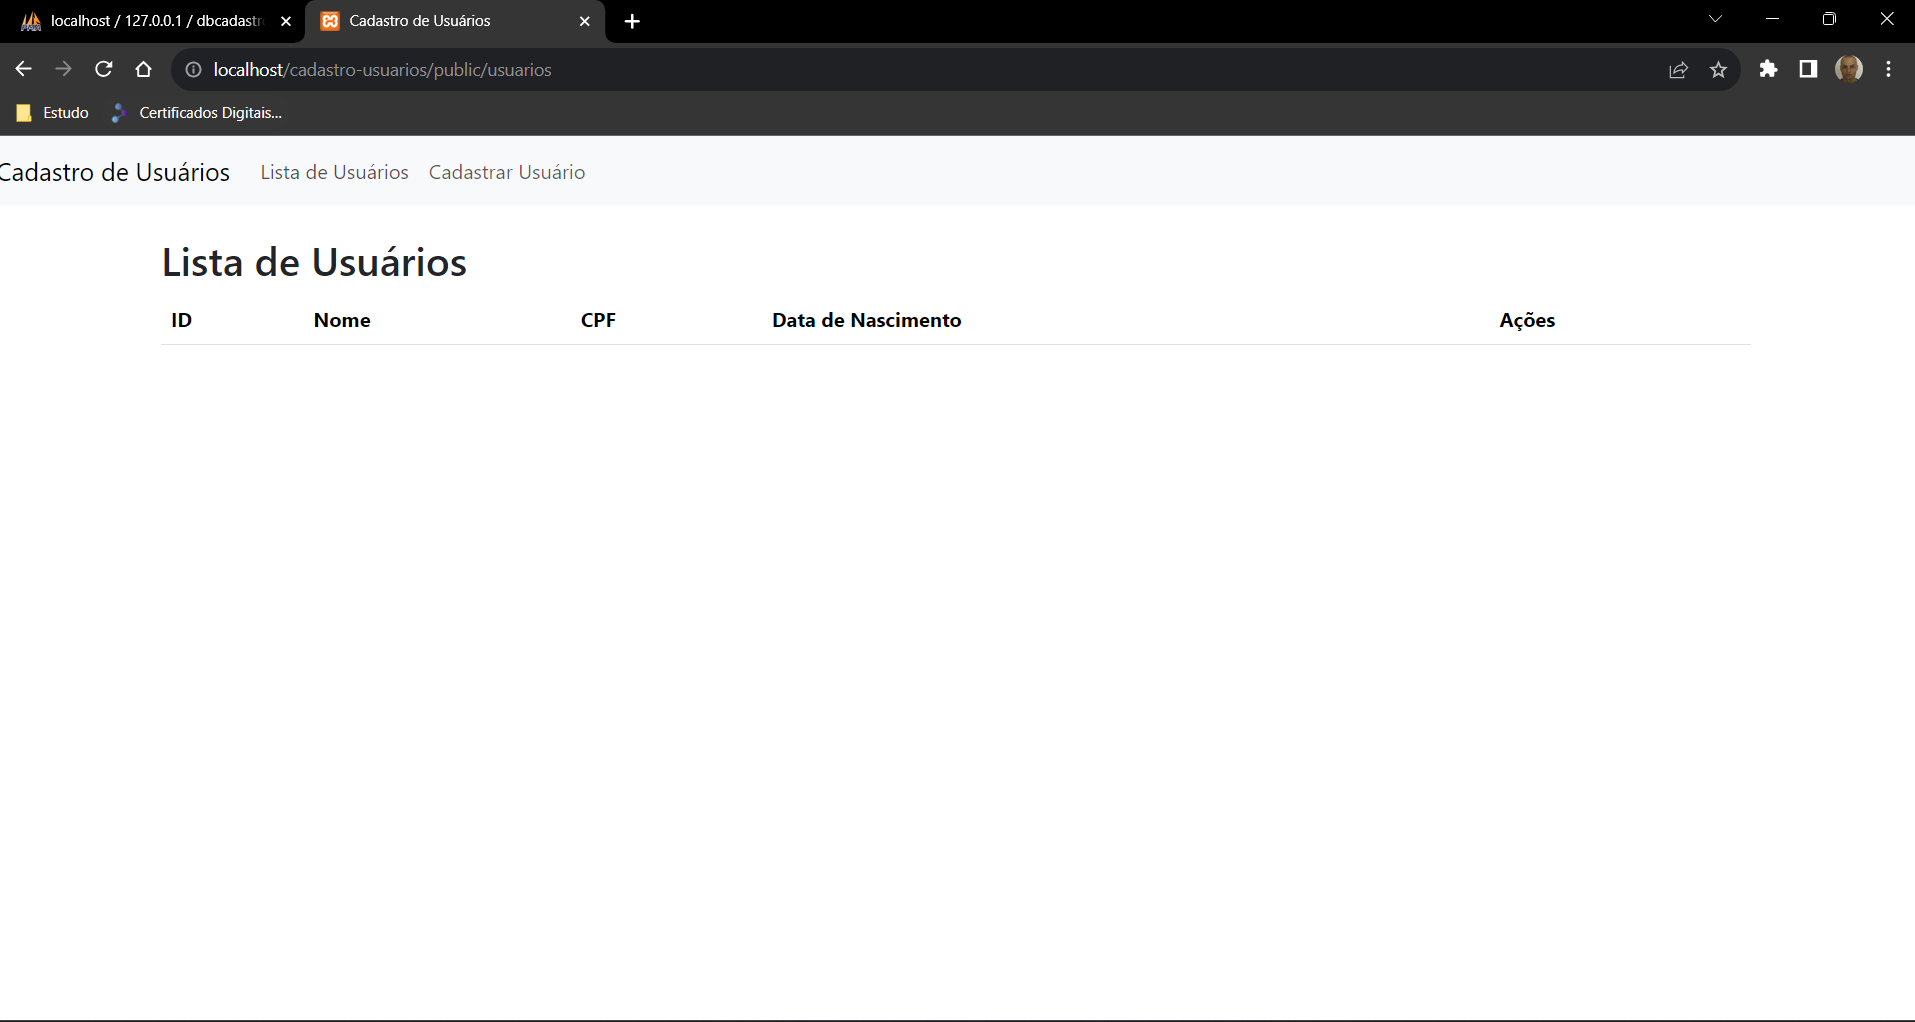 localhost / 127.0.0.1 / dbcadastro
Cadastro de Usuários
localhost/cadastro-usuarios/public/usuarios
Estudo
Certificados Digitais...
Cadastro de Usuários
Lista de Usuários
Cadastrar Usuário
Lista de Usuários
ID Nome CPF Data de Nascimento Ações